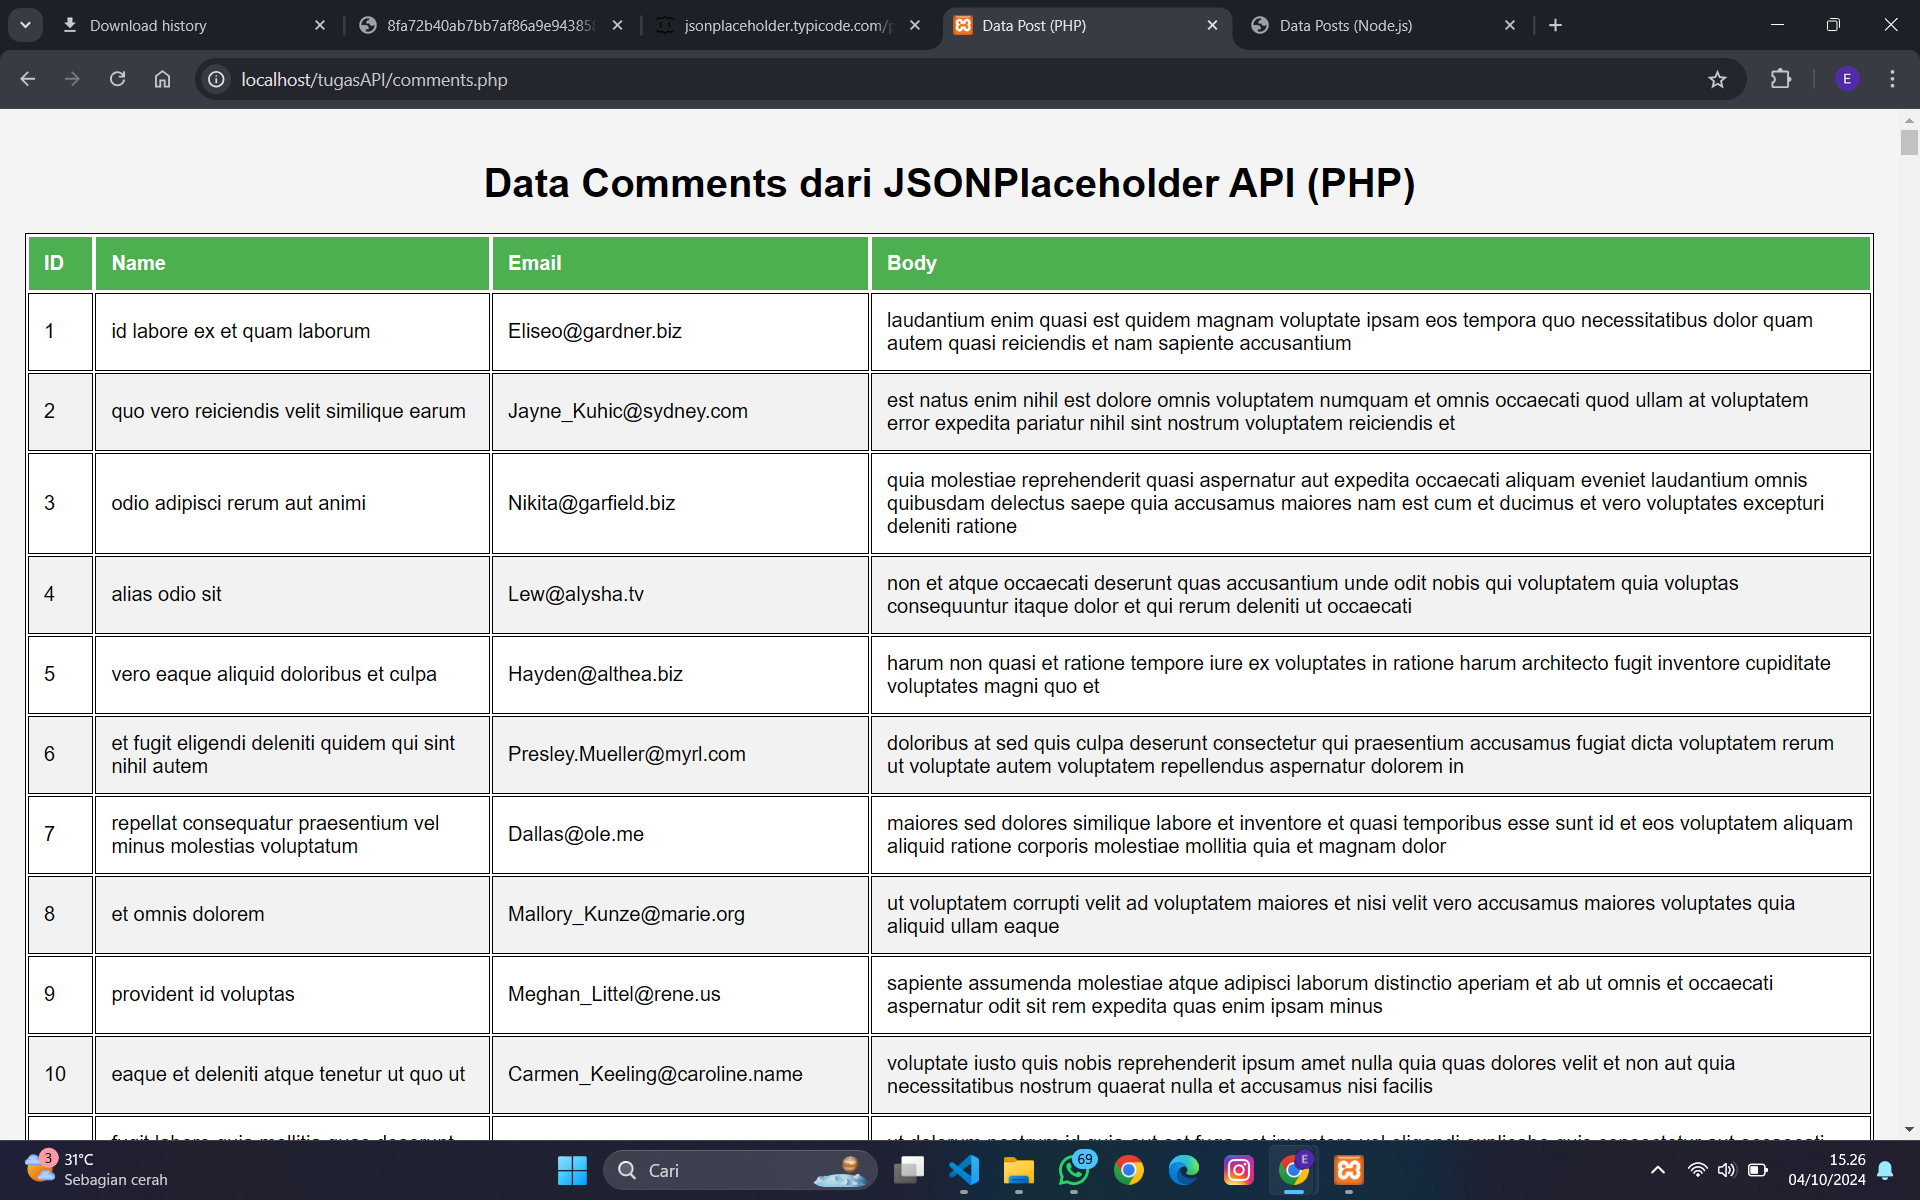 Download history
8fa72b40ab7bb7af86a9e94385
jsonplaceholder.typicode.com/
Data Post (PHP)
Data Posts (Node.js)
localhost/tugasAPI/comments.php
E
Data Comments dari JSONPlaceholder API (PHP)
ID Name Email Body
1 id labore ex et quam laborum Eliseo@gardner.biz laudantium enim quasi est quidem magnam voluptate ipsam eos tempora quo necessitatibus dolor quam
autem quasi reiciendis et nam sapiente accusantium
2 quo vero reiciendis velit similique earum Jayne_Kuhic@sydney.com est natus enim nihil est dolore omnis voluptatem numquam et omnis occaecati quod ullam at voluptatem
error expedita pariatur nihil sint nostrum voluptatem reiciendis et
3 odio adipisci rerum aut animi Nikita@garfield.biz quia molestiae reprehenderit quasi aspernatur aut expedita occaecati aliquam eveniet laudantium omnis
quibusdam delectus saepe quia accusamus maiores nam est cum et ducimus et vero voluptates excepturi
deleniti ratione
4 alias odio sit Lew@alysha.tv non et atque occaecati deserunt quas accusantium unde odit nobis qui voluptatem quia voluptas
consequuntur itaque dolor et qui rerum deleniti ut occaecati
5 vero eaque aliquid doloribus et culpa Hayden@althea.biz harum non quasi et ratione tempore iure ex voluptates in ratione harum architecto fugit inventore cupiditate
voluptates magni quo et
6 et fugit eligendi deleniti quidem qui sint
nihil autem Presley.Mueller@myrl.com doloribus at sed quis culpa deserunt consectetur qui praesentium accusamus fugiat dicta voluptatem rerum
ut voluptate autem voluptatem repellendus aspernatur dolorem in
7 repellat consequatur praesentium vel
minus molestias voluptatum Dallas@ole.me maiores sed dolores similique labore et inventore et quasi temporibus esse sunt id et eos voluptatem aliquam
aliquid ratione corporis molestiae mollitia quia et magnam dolor
8 et omnis dolorem Mallory_Kunze@marie.org ut voluptatem corrupti velit ad voluptatem maiores et nisi velit vero accusamus maiores voluptates quia
aliquid ullam eaque
9 provident id voluptas Meghan_Littel@rene.us sapiente assumenda molestiae atque adipisci laborum distinctio aperiam et ab ut omnis et occaecati
aspernatur odit sit rem expedita quas enim ipsam minus
10 eaque et deleniti atque tenetur ut quo ut Carmen_Keeling@caroline.name voluptate iusto quis nobis reprehenderit ipsum amet nulla quia quas dolores velit et non aut quia
necessitatibus nostrum quaerat nulla et accusamus nisi facilis
3
31°C
Sebagian cerah
Cari
69
E
15.26
04/10/2024